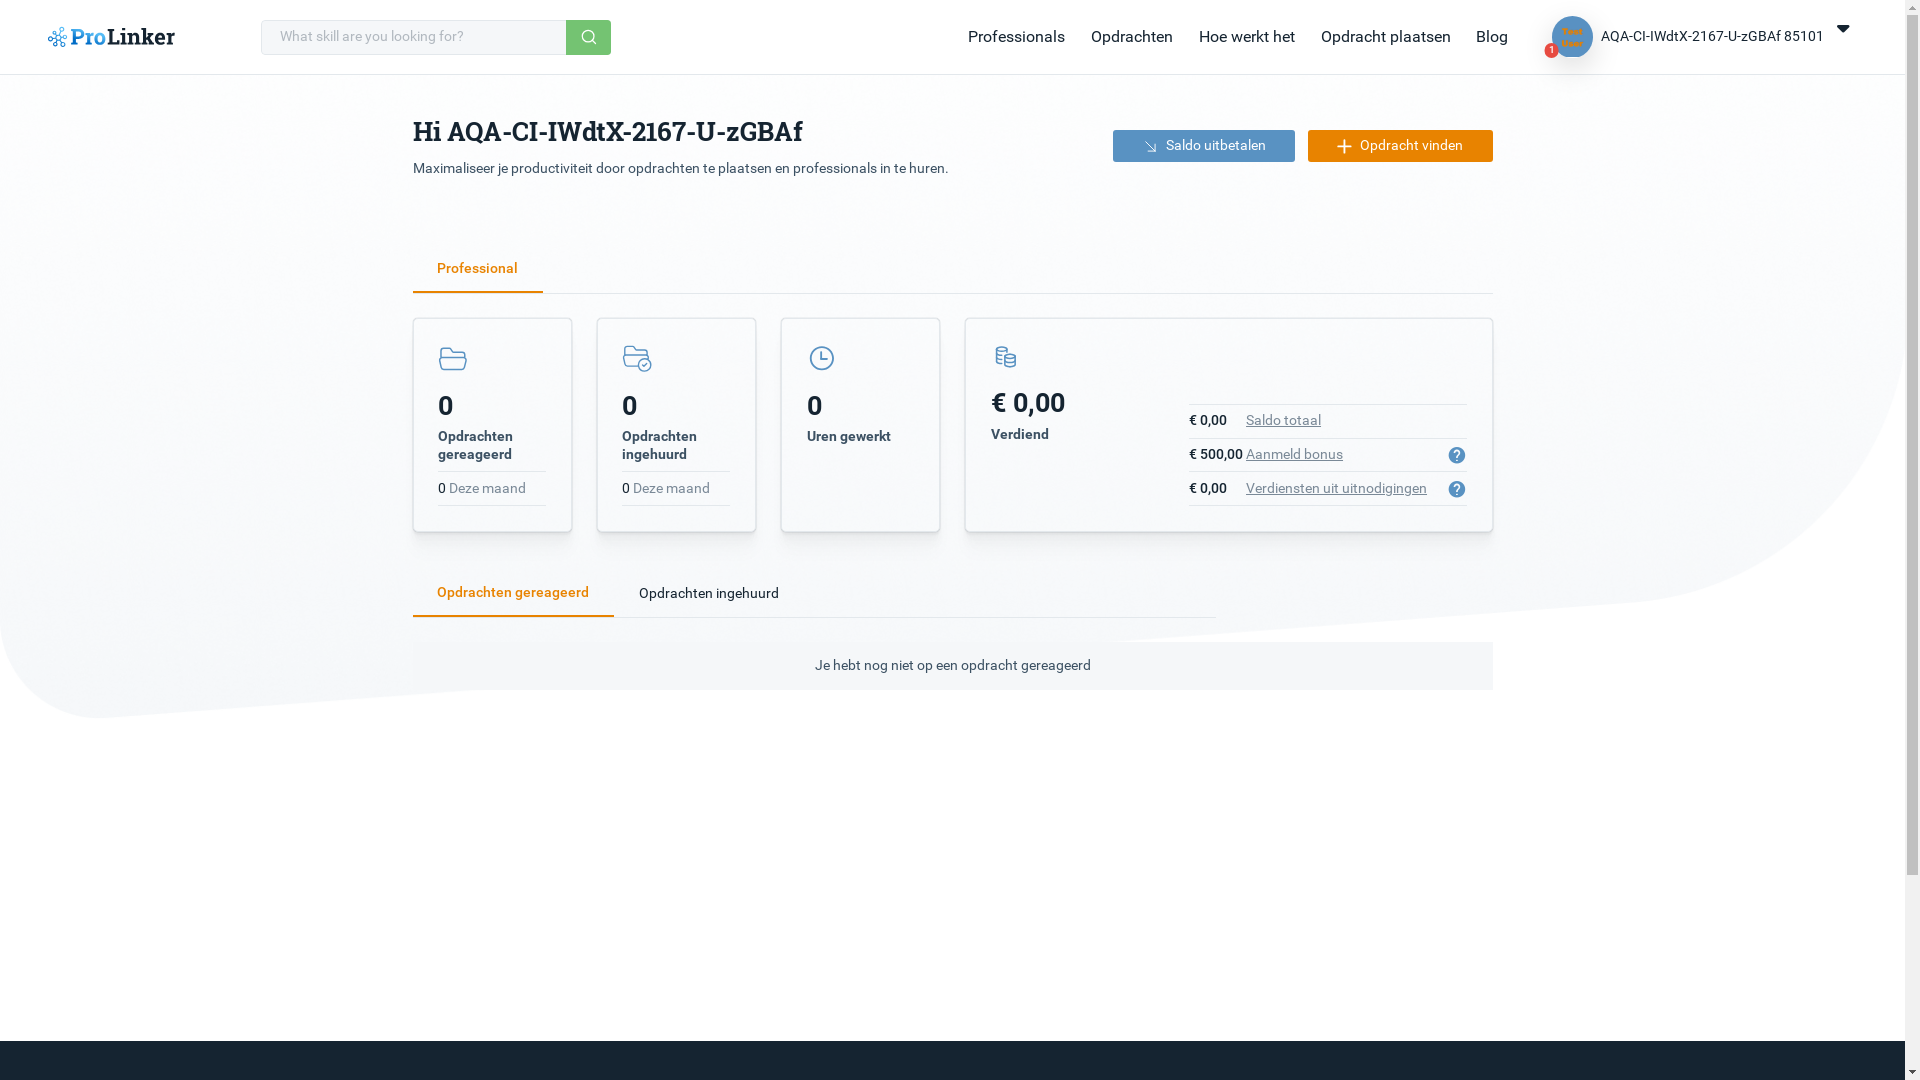 ProLinker
What skill are you looking for?
Professionals
Opdrachten
Hoe werkt het
Opdracht plaatsen
Blog
Test
User
1
AQA-CI-IWdtX-2167-U-zGBAf 85101
Hi AQA-CI-IWdtX-2167-U-zGBAf
Maximaliseer je productiviteit door opdrachten te plaatsen en professionals in te huren.
Saldo uitbetalen
Opdracht vinden
Professional
0
Opdrachten
gereageerd
0 Deze maand
0
Opdrachten
ingehuurd
0 Deze maand
0
Uren gewerkt
€ 0,00
Verdiend
€ 0,00 Saldo totaal
€ 500,00 Aanmeld bonus
€ 0,00 Verdiensten uit uitnodigingen
Opdrachten gereageerd
Opdrachten ingehuurd
Je hebt nog niet op een opdracht gereageerd